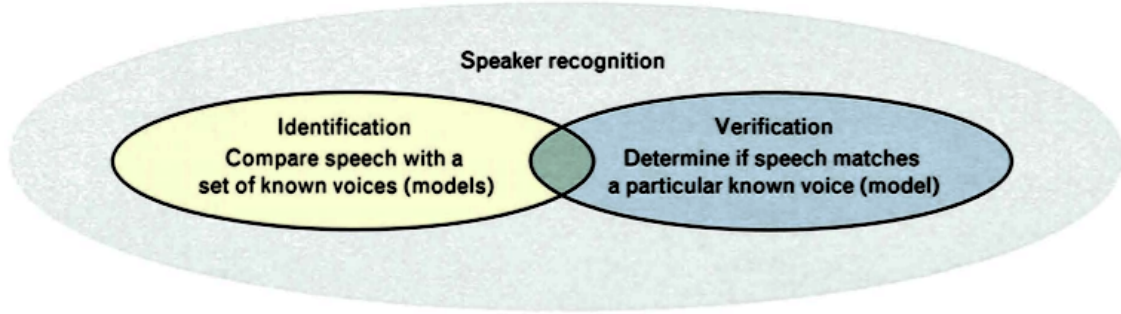 Speaker recognition
Identification
Compare speech with a
set of known voices (models)
Verification
Determine if speech matches
a particular known voice (model)